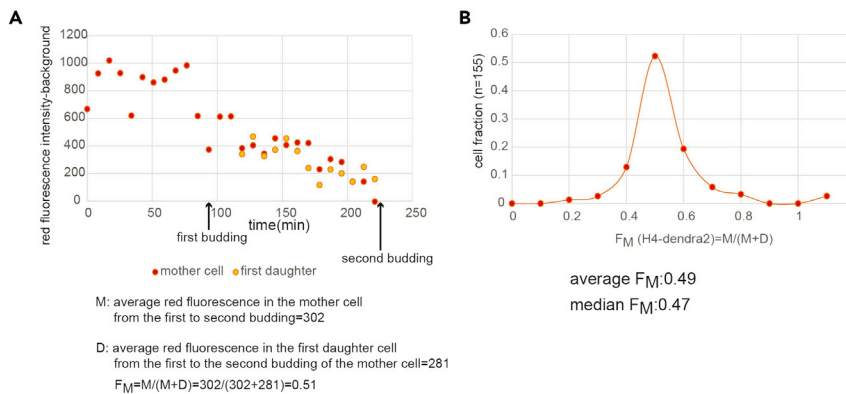 A
1200
1000
800
600
400
200
0
red fluorescence intensity-background
0 50 100 150 200 250
time(min)
first budding
second budding
mother cell first daughter
M: average red fluorescence in the mother cell
from the first to second budding=302
D: average red fluorescence in the first daughter cell
from the first to the second budding of the mother cell=281
FM=M/(M+D)=302/(302+281)=0.51
B
0.6
0.5
0.4
0.3
0.2
0.1
0
cell fraction (n=155)
0 0.2 0.4 0.6 0.8 1
FM (H4-dendra2)=M/(M+D)
average FM:0.49
median FM:0.47